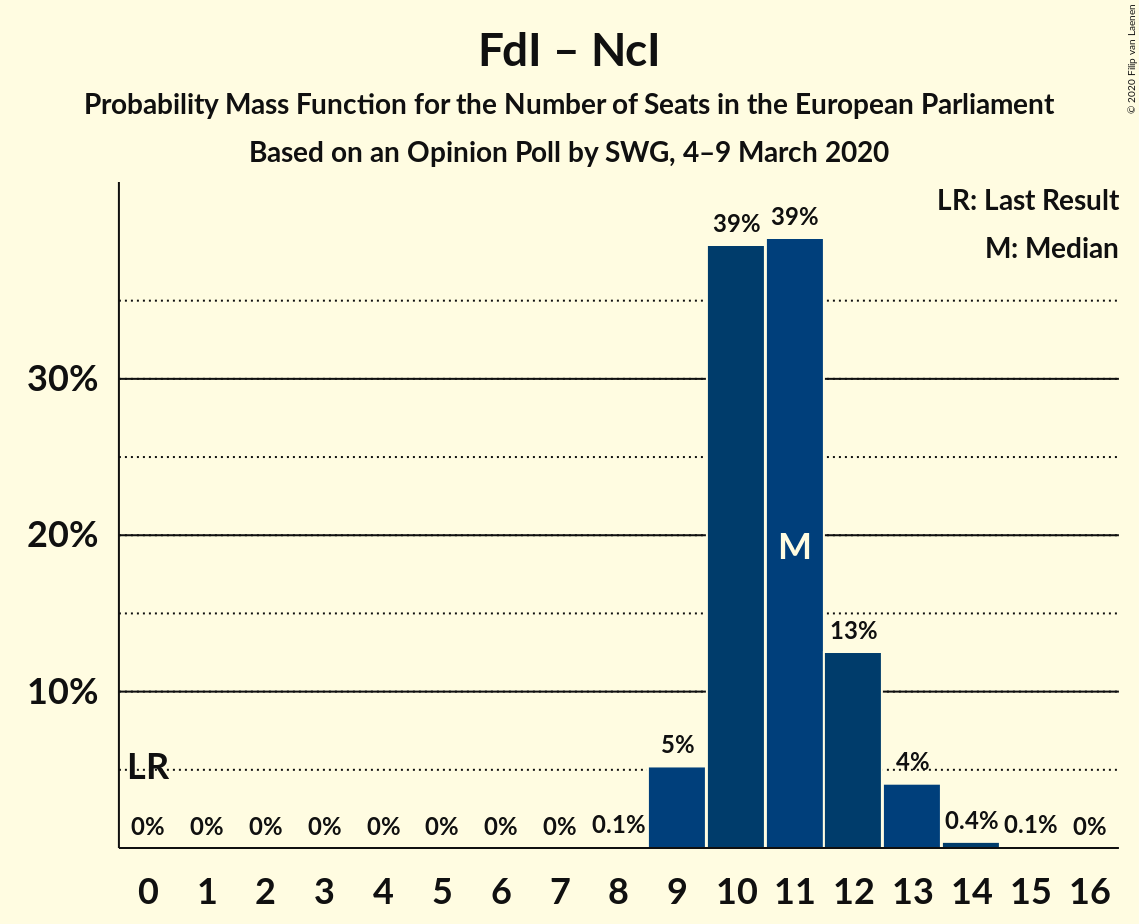 FdI – NcI
Probability Mass Function for the Number of Seats in the European Parliament
Based on an Opinion Poll by SWG, 4–9 March 2020
© 2020 Filip van Laenen
LR: Last Result
M: Median
39% 39%
30%
20%
M
13%
10%
5%
4%
LR
0% 0% 0% 0% 0% 0% 0% 0% 0.1% 0.4% 0.1% 0%
0 1 2 3 4 5 6 7 8 9 10 11 12 13 14 15 16